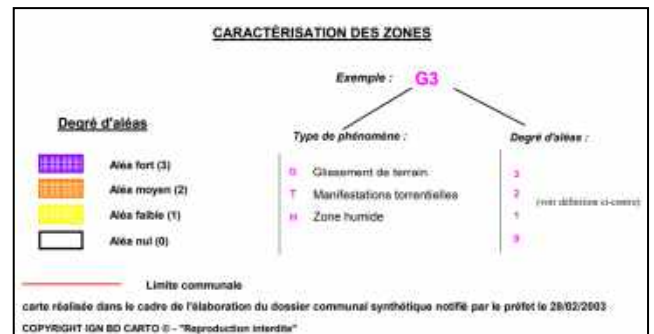 CARACTÉRISATION DES ZONES
Exemple : G3
Degré d'aléas
Type de phénomène :
Degré d'aléas :
Aléa fort (3)
Aléa moyen (2)
Aléa faible (1)
Aléa nul (0)
G Glissement de terrain
T Manifestations torrentielles
H Zone humide
3
2
1
(voir définition ci-contre)
Limite communale
carte réalisée dans le cadre de l'élaboration du dossier communal synthétique notifié par le préfet le 28/02/2003
COPYRIGHT IGN BD CARTO © - "Reproduction interdite"